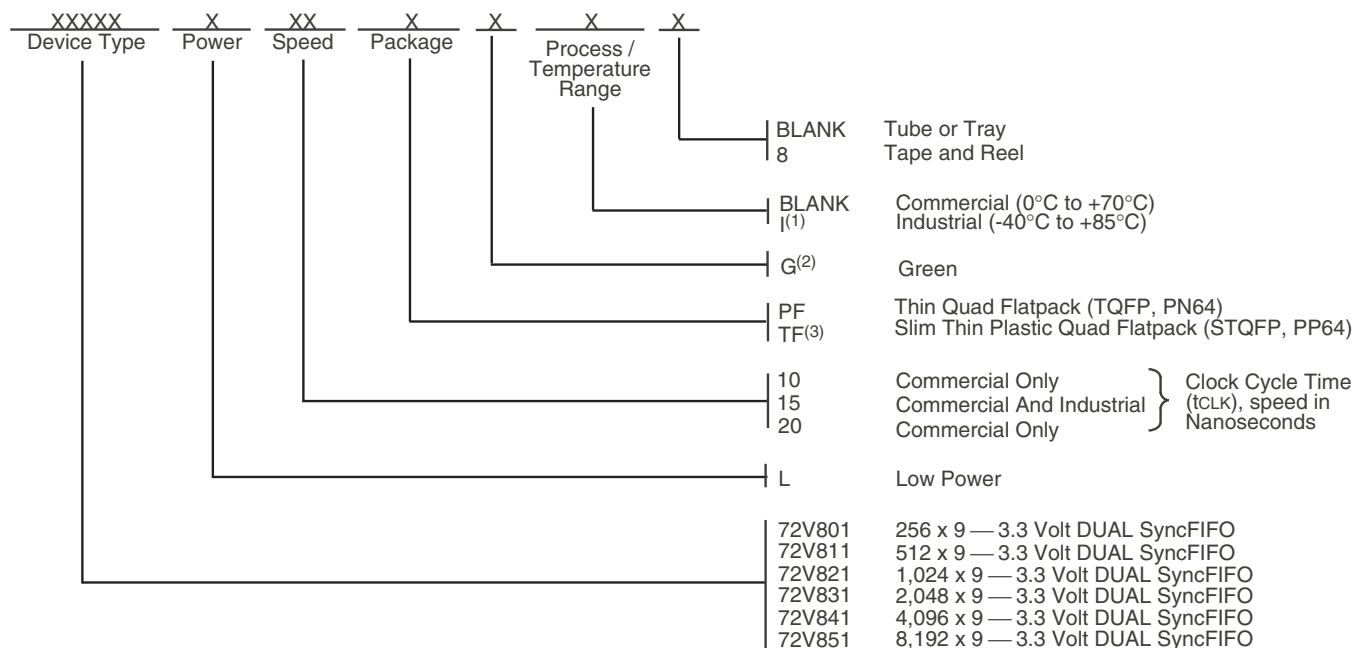 XXXXX X XX X X X X
Device Type Power Speed Package Process / Temperature Range
BLANK Tube or Tray
8 Tape and Reel
BLANK Commercial (0°C to +70°C)
I(1) Industrial (-40°C to +85°C)
G(2) Green
PF Thin Quad Flatpack (TQFP, PN64)
TF(3) Slim Thin Plastic Quad Flatpack (STQFP, PP64)
10 Commercial Only
15 Commercial And Industrial
20 Commercial Only
Clock Cycle Time
(tCLK), speed in
Nanoseconds
L Low Power
72V801 256 x 9 — 3.3 Volt DUAL SyncFIFO
72V811 512 x 9 — 3.3 Volt DUAL SyncFIFO
72V821 1,024 x 9 — 3.3 Volt DUAL SyncFIFO
72V831 2,048 x 9 — 3.3 Volt DUAL SyncFIFO
72V841 4,096 x 9 — 3.3 Volt DUAL SyncFIFO
72V851 8,192 x 9 — 3.3 Volt DUAL SyncFIFO